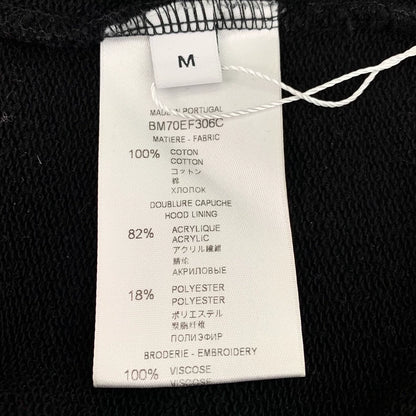 M
MADE IN PORTUGAL
BM70EF306C
MATIERE - FABRIC
100% COTON
COTTON
コットン
棉
ХЛОПОК
DOUBLURE CAPUCHE
HOOD LINING
82% ACRYLIQUE
ACRYLIC
アクリル繊維
腈纶
АКРИЛОВЫЕ
18% POLYESTER
POLYESTER
ポリエステル
聚酯纤维
ПОЛИЭФИР
BRODERIE - EMBROIDERY
100% VISCOSE
VISCOSE